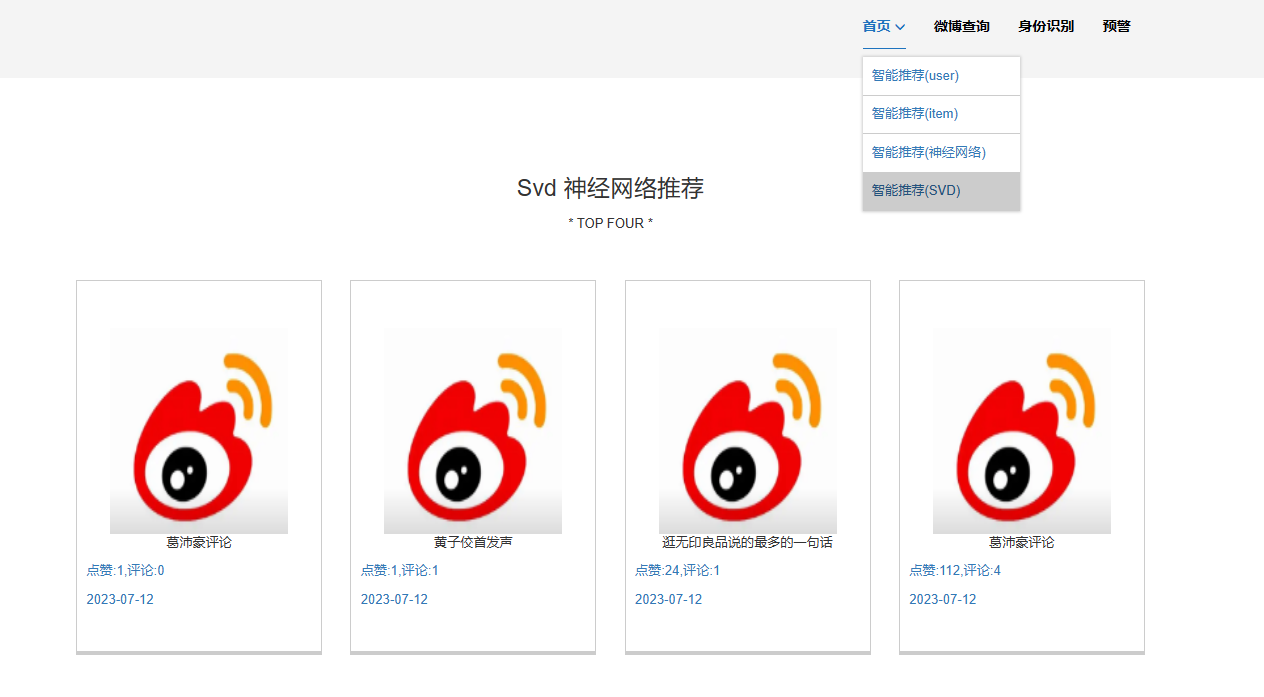 首页 微博查询 身份识别 预警
智能推荐(user)
智能推荐(item)
智能推荐(神经网络)
智能推荐(SVD)
Svd 神经网络推荐
* TOP FOUR *
葛沛豪评论
点赞:1,评论:0
2023-07-12
黄子佼首发声
点赞:1,评论:1
2023-07-12
逛无印良品说的最多的一句话
点赞:24,评论:1
2023-07-12
葛沛豪评论
点赞:112,评论:4
2023-07-12